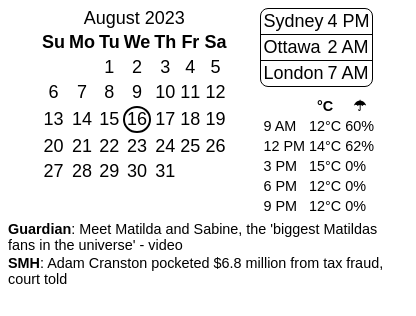 August 2023
Su Mo Tu We Th Fr Sa
1 2 3 4 5
6 7 8 9 10 11 12
13 14 15 16 17 18 19
20 21 22 23 24 25 26
27 28 29 30 31
Sydney 4 PM
Ottawa 2 AM
London 7 AM
°C ☂
9 AM 12°C 60%
12 PM 14°C 62%
3 PM 15°C 0%
6 PM 12°C 0%
9 PM 12°C 0%
Guardian: Meet Matilda and Sabine, the 'biggest Matildas
fans in the universe' - video
SMH: Adam Cranston pocketed $6.8 million from tax fraud,
court told